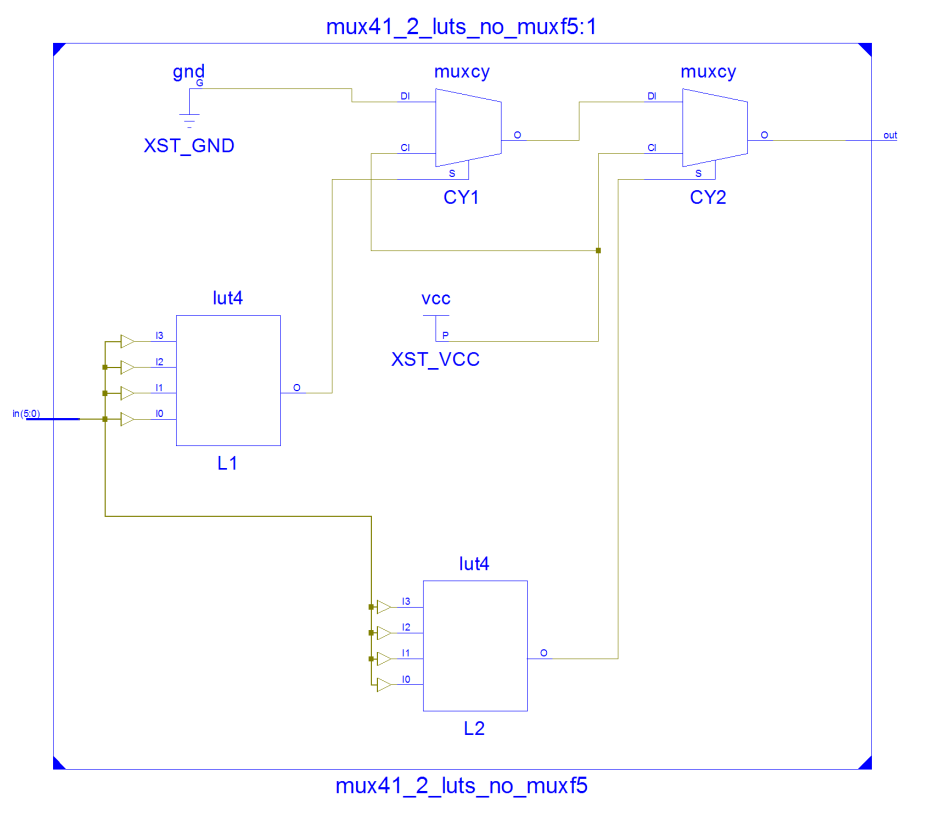 mux41_2_luts_no_muxf5:1
gnd
G
XST_GND
muxcy
DI
CI
S
O
CY1
muxcy
DI
CI
S
O
CY2
out
vcc
P
XST_VCC
lut4
I3
I2
I1
I0
O
L1
in(5:0)
lut4
I3
I2
I1
I0
O
L2
mux41_2_luts_no_muxf5